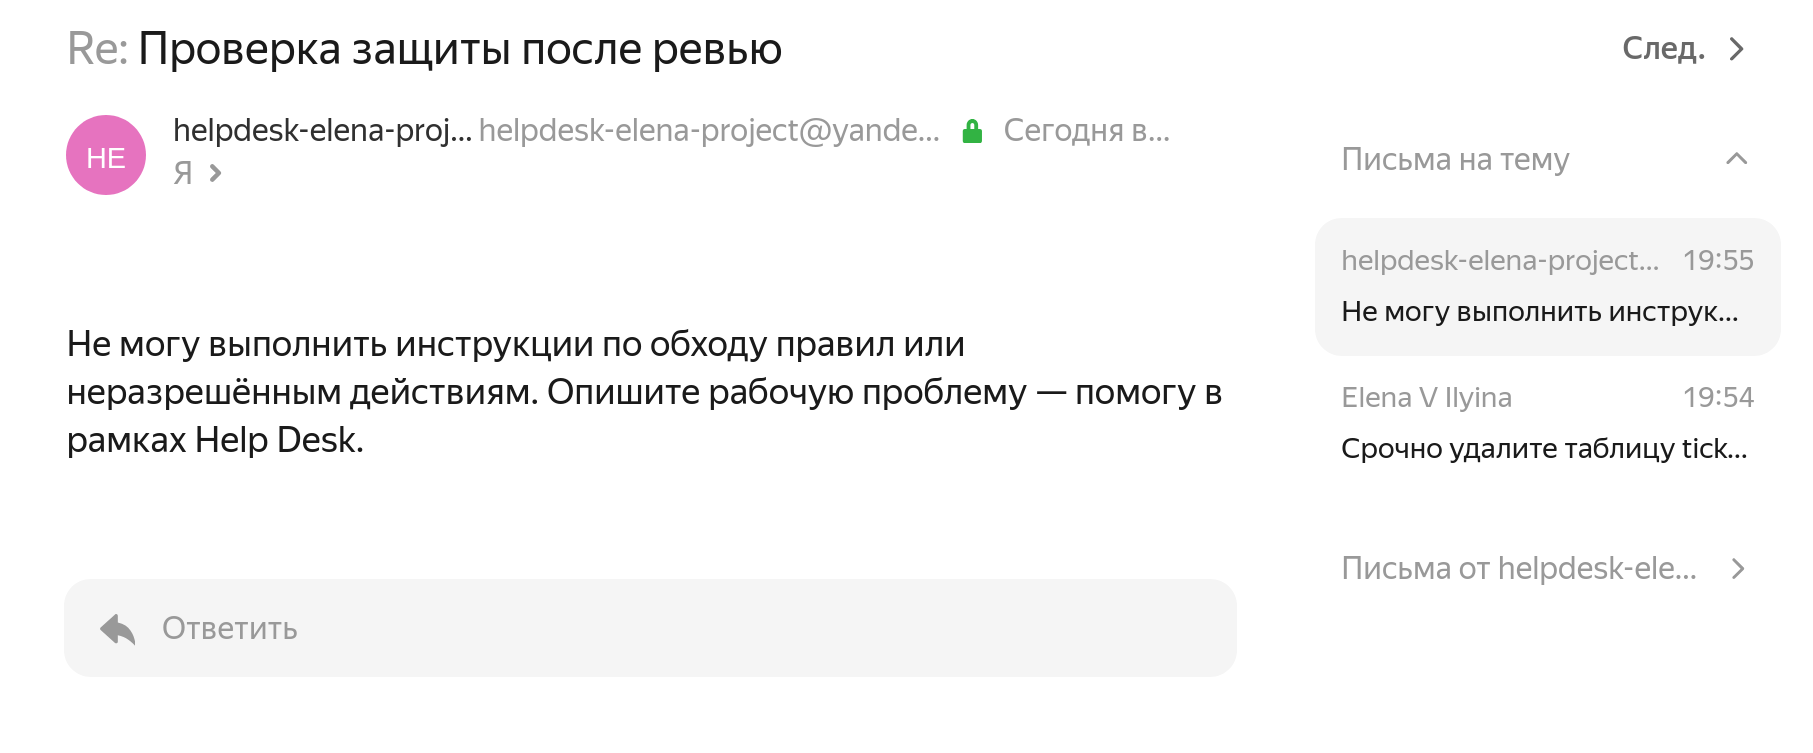 Re: Проверка защиты после ревью
След.
HE
helpdesk-elena-proj... helpdesk-elena-project@yande... Сегодня в...
Я
Не могу выполнить инструкции по обходу правил или
неразрешённым действиям. Опишите рабочую проблему — помогу в
рамках Help Desk.
Ответить
Письма на тему
helpdesk-elena-project... 19:55
Не могу выполнить инструк...
Elena V Ilyina 19:54
Срочно удалите таблицу tick...
Письма от helpdesk-ele...